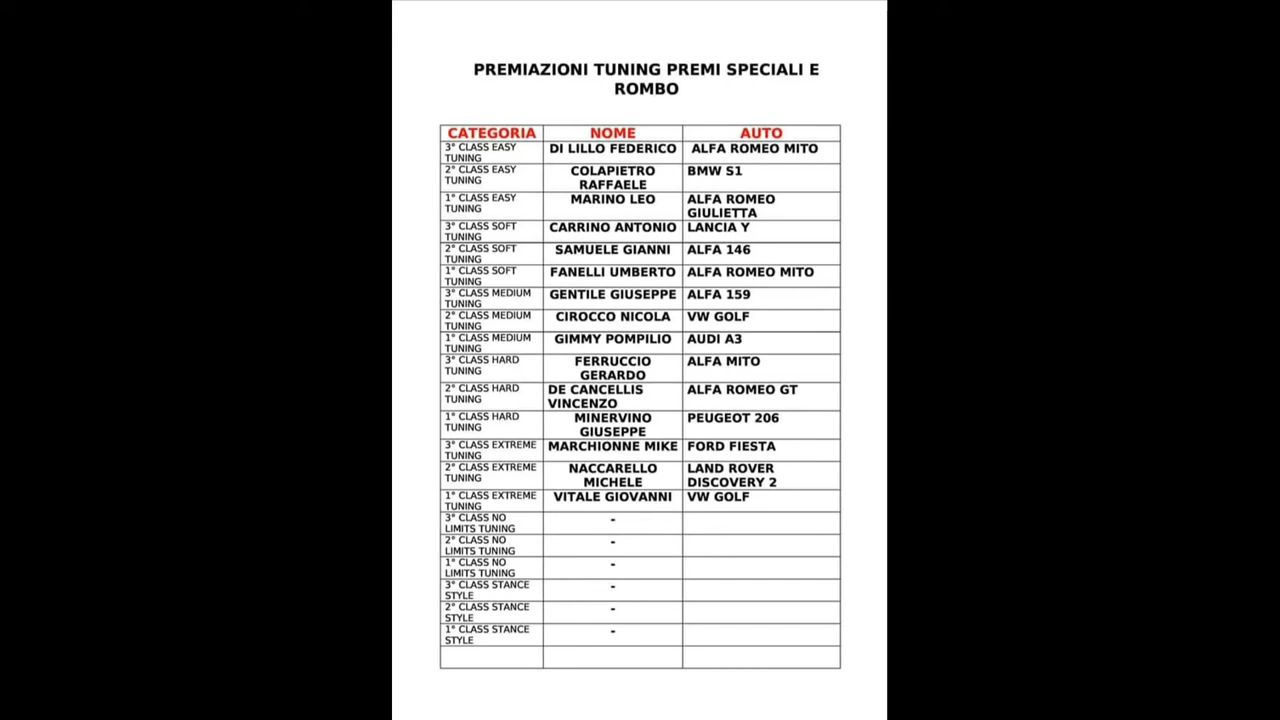 PREMIAZIONI TUNING PREMI SPECIALI E
ROMBO
CATEGORIA NOME AUTO
3° CLASS EASY TUNING DI LILLO FEDERICO ALFA ROMEO MITO
2° CLASS EASY TUNING COLAPIETRO RAFFAELE BMW S1
1° CLASS EASY TUNING MARINO LEO ALFA ROMEO GIULIETTA
3° CLASS SOFT TUNING CARRINO ANTONIO LANCIA Y
2° CLASS SOFT TUNING SAMUELE GIANNI ALFA 146
1° CLASS SOFT TUNING FANELLI UMBERTO ALFA ROMEO MITO
3° CLASS MEDIUM TUNING GENTILE GIUSEPPE ALFA 159
2° CLASS MEDIUM TUNING CIROCCO NICOLA VW GOLF
1° CLASS MEDIUM TUNING GIMMY POMPILIO AUDI A3
3° CLASS HARD TUNING FERRUCCIO GERARDO ALFA MITO
2° CLASS HARD TUNING DE CANCELLIS VINCENZO ALFA ROMEO GT
1° CLASS HARD TUNING MINERVINO GIUSEPPE PEUGEOT 206
3° CLASS EXTREME TUNING MARCHIONNE MIKE FORD FIESTA
2° CLASS EXTREME TUNING NACCARELLO MICHELE LAND ROVER DISCOVERY 2
1° CLASS EXTREME TUNING VITALE GIOVANNI VW GOLF
3° CLASS NO LIMITS TUNING -
2° CLASS NO LIMITS TUNING -
1° CLASS NO LIMITS TUNING -
3° CLASS STANCE STYLE -
2° CLASS STANCE STYLE -
1° CLASS STANCE STYLE -